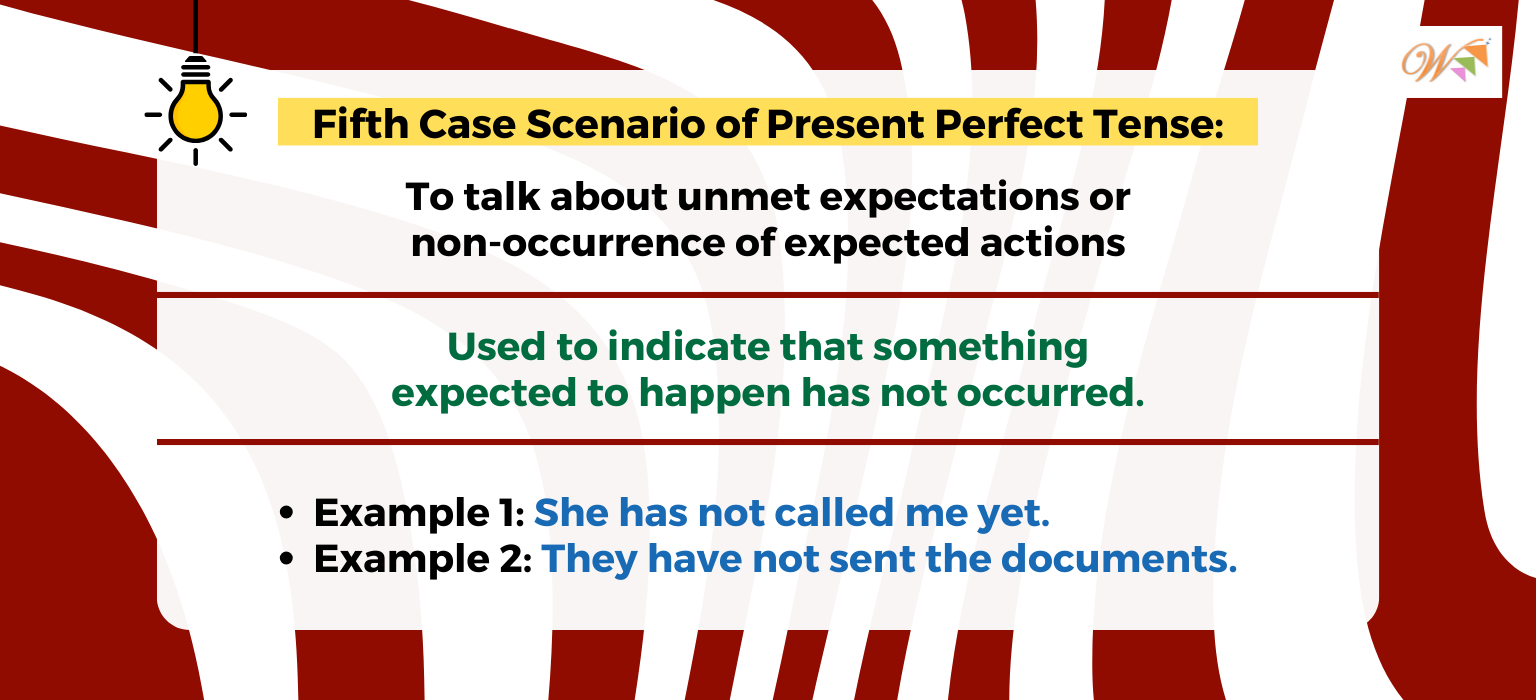 W
Fifth Case Scenario of Present Perfect Tense:
To talk about unmet expectations or
non-occurrence of expected actions
Used to indicate that something
expected to happen has not occurred.
• Example 1: She has not called me yet.
• Example 2: They have not sent the documents.